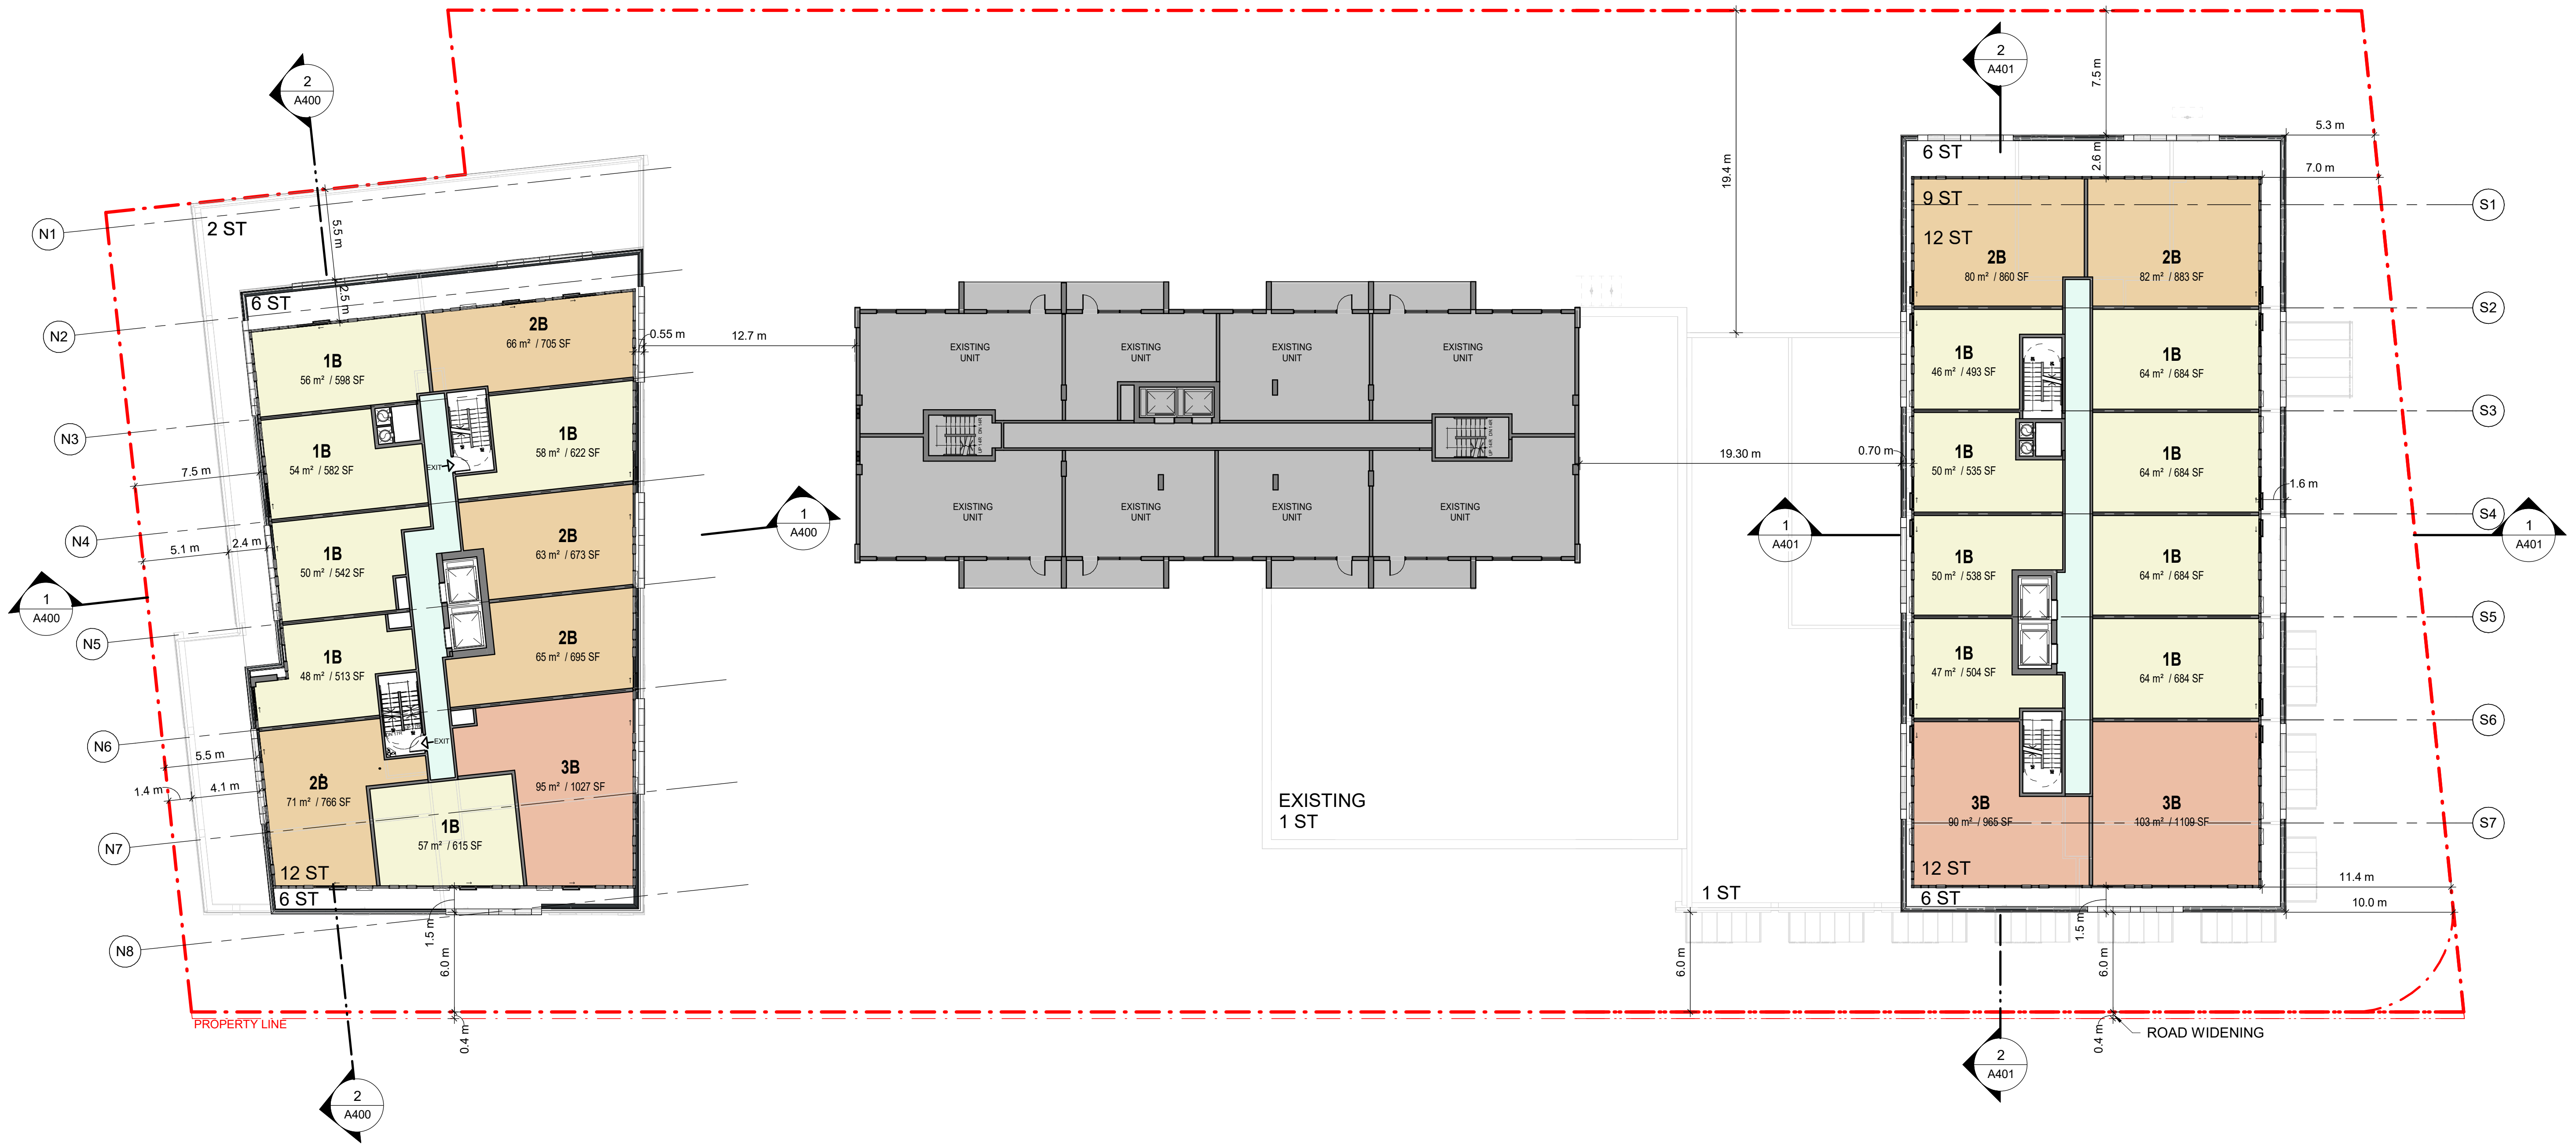 2
A400
2
A401
7.5 m
5.3 m
6 ST
2.6 m
7.0 m
19.4 m
N1
2 ST
5.5 m
9 ST
S1
12 ST
2B
80 m² / 860 SF
2B
82 m² / 883 SF
6 ST
2.5 m
N2
2B
66 m² / 705 SF
0.55 m
12.7 m
S2
1B
56 m² / 598 SF
EXISTING
UNIT
EXISTING
UNIT
EXISTING
UNIT
EXISTING
UNIT
1B
46 m² / 493 SF
1B
64 m² / 684 SF
N3
1B
54 m² / 582 SF
1B
58 m² / 622 SF
EXIT
UP 14R DN 14R
UP 14R DN 14R
S3
7.5 m
19.30 m
0.70 m
1B
50 m² / 535 SF
1B
64 m² / 684 SF
1.6 m
N4
5.1 m
2.4 m
1B
50 m² / 542 SF
2B
63 m² / 673 SF
1
A400
EXISTING
UNIT
EXISTING
UNIT
EXISTING
UNIT
EXISTING
UNIT
1
A401
S4
1
A401
1B
50 m² / 538 SF
1B
64 m² / 684 SF
1
A400
N5
1B
48 m² / 513 SF
2B
65 m² / 695 SF
S5
1B
47 m² / 504 SF
1B
64 m² / 684 SF
N6
5.5 m
1.4 m
4.1 m
EXIT
S6
2B
71 m² / 766 SF
3B
95 m² / 1027 SF
EXISTING
1 ST
3B
90 m² / 965 SF
3B
103 m² / 1109 SF
S7
N7
1B
57 m² / 615 SF
12 ST
12 ST
6 ST
11.4 m
10.0 m
1 ST
6 ST
N8
1.5 m
6.0 m
6.0 m
1.5 m
6.0 m
PROPERTY LINE
0.4 m
0.4 m
ROAD WIDENING
2
A400
2
A401